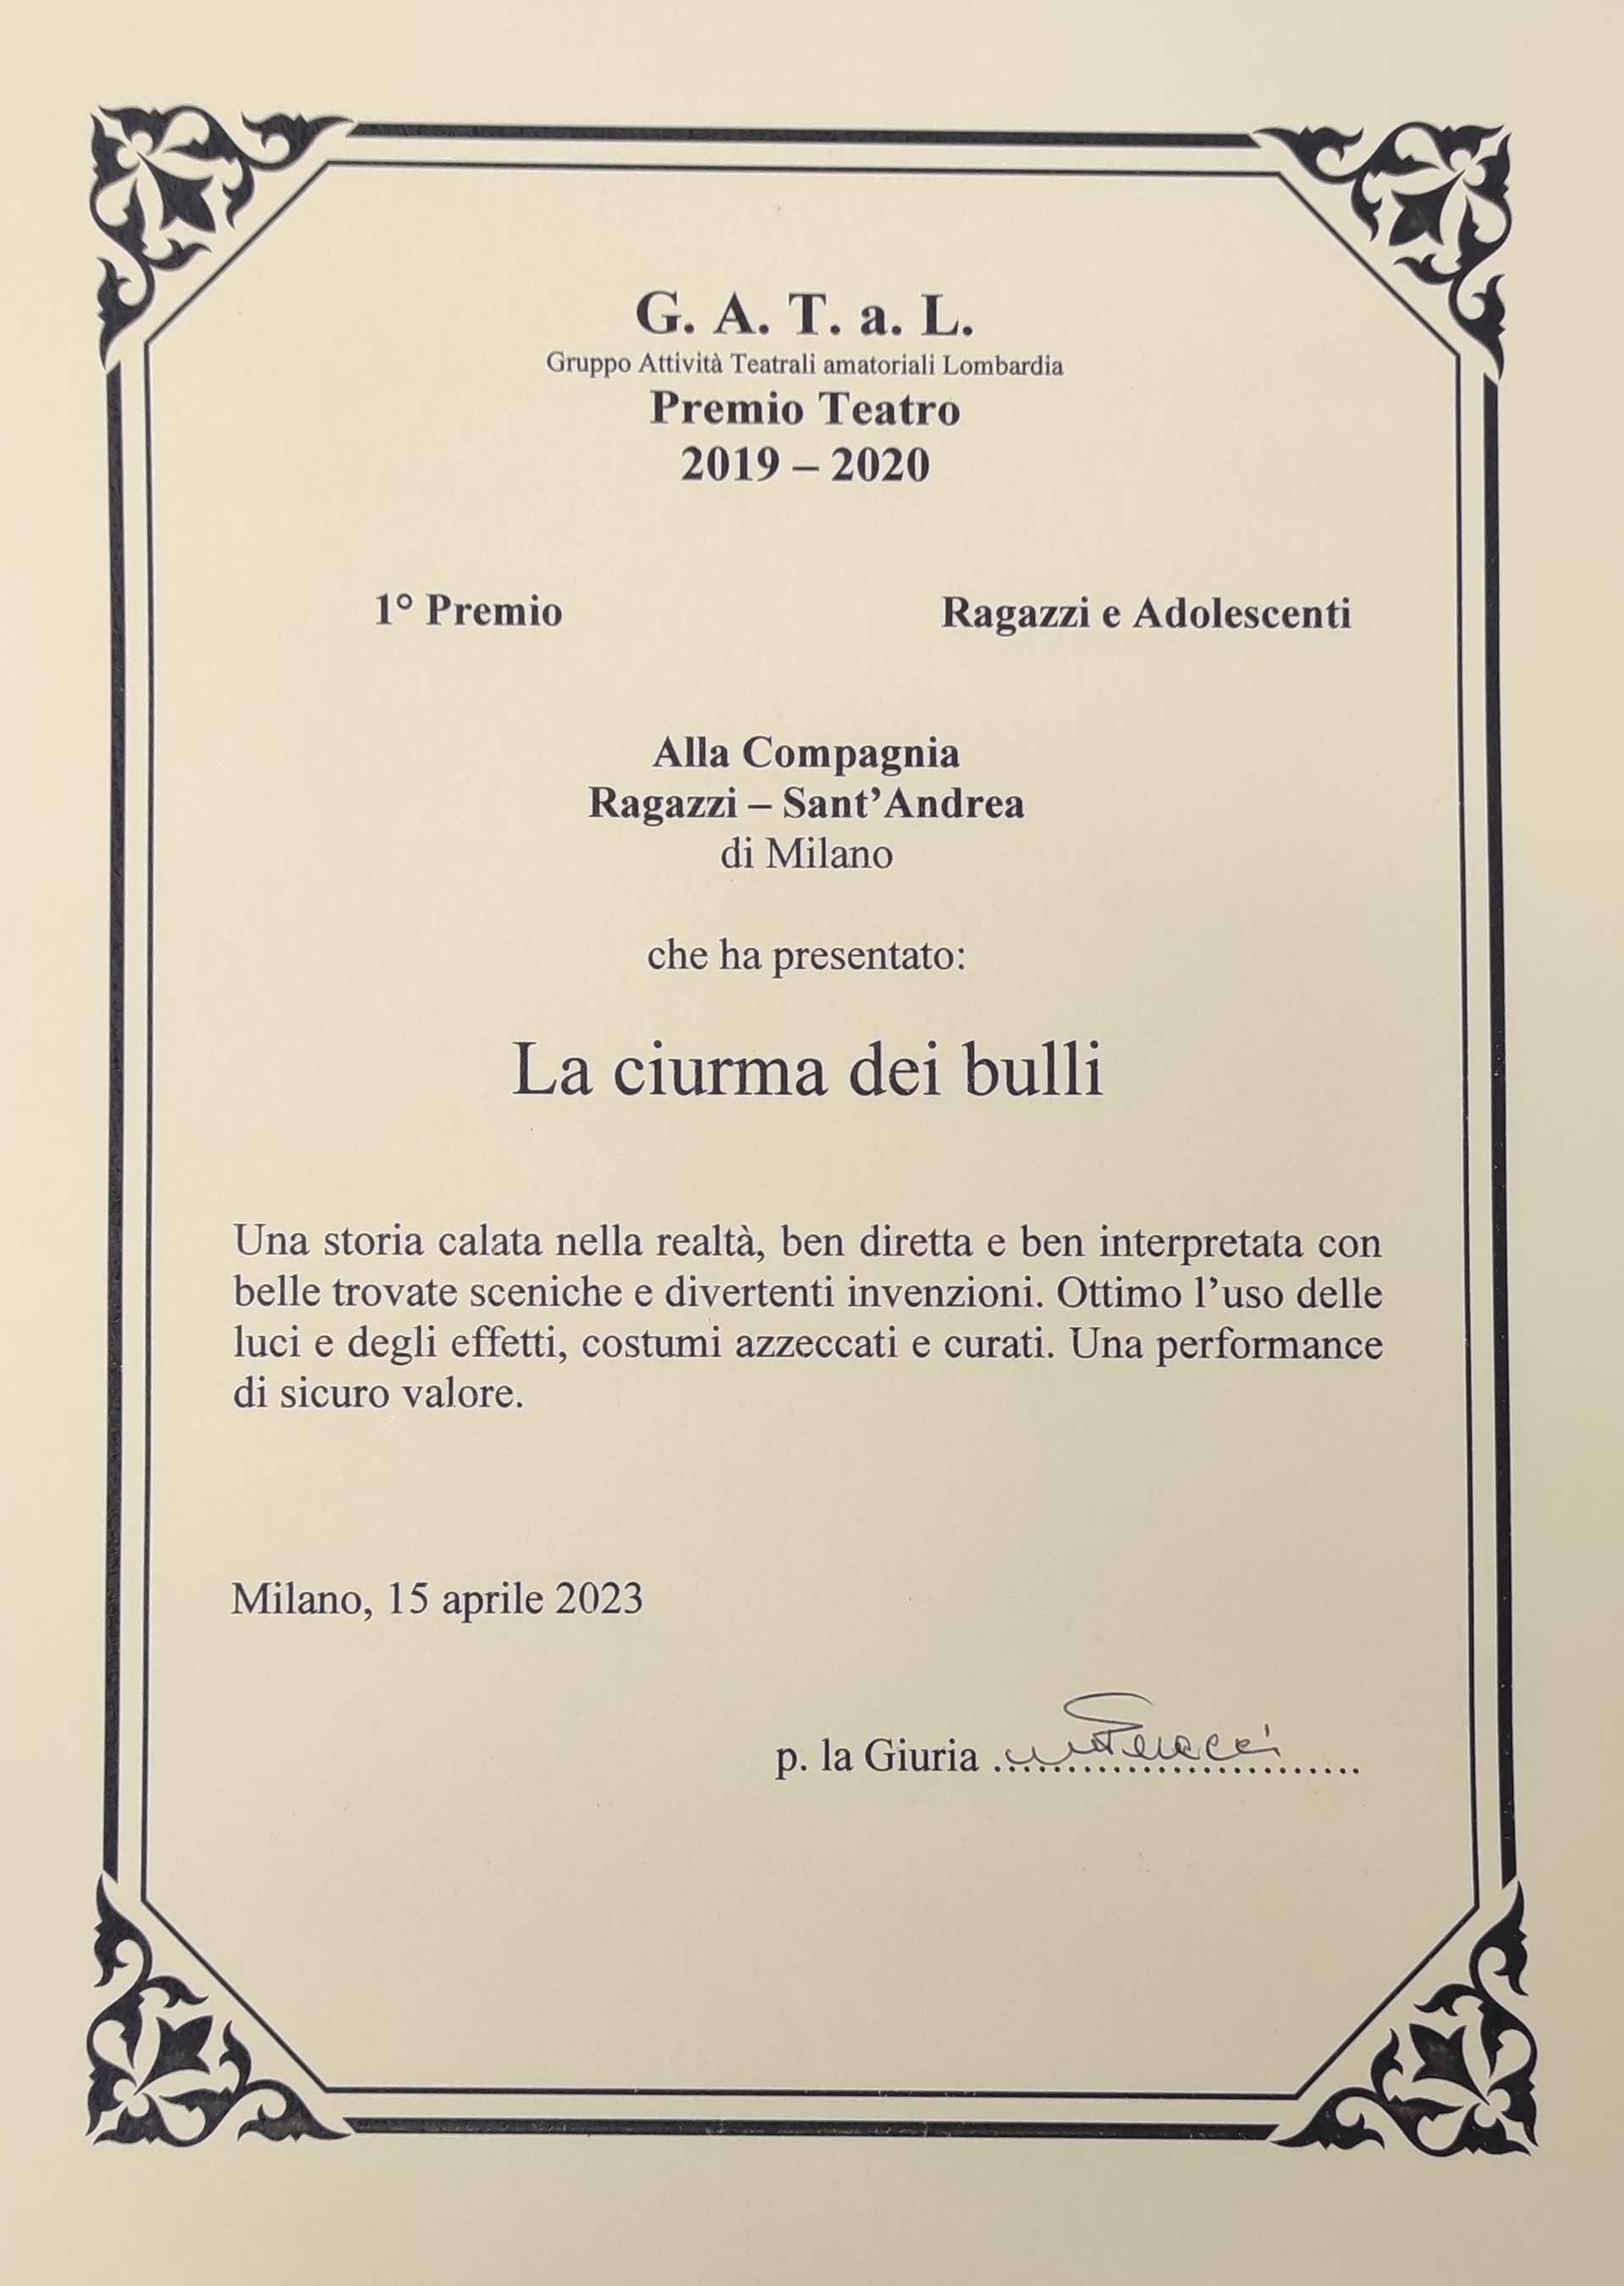 G. A. T. a. L.
Gruppo Attività Teatrali amatoriali Lombardia
Premio Teatro
2019 – 2020
1° Premio Ragazzi e Adolescenti
Alla Compagnia
Ragazzi – Sant’Andrea
di Milano
che ha presentato:
La ciurma dei bulli
Una storia calata nella realtà, ben diretta e ben interpretata con
belle trovate sceniche e divertenti invenzioni. Ottimo l’uso delle
luci e degli effetti, costumi azzeccati e curati. Una performance
di sicuro valore.
Milano, 15 aprile 2023
p. la Giuria